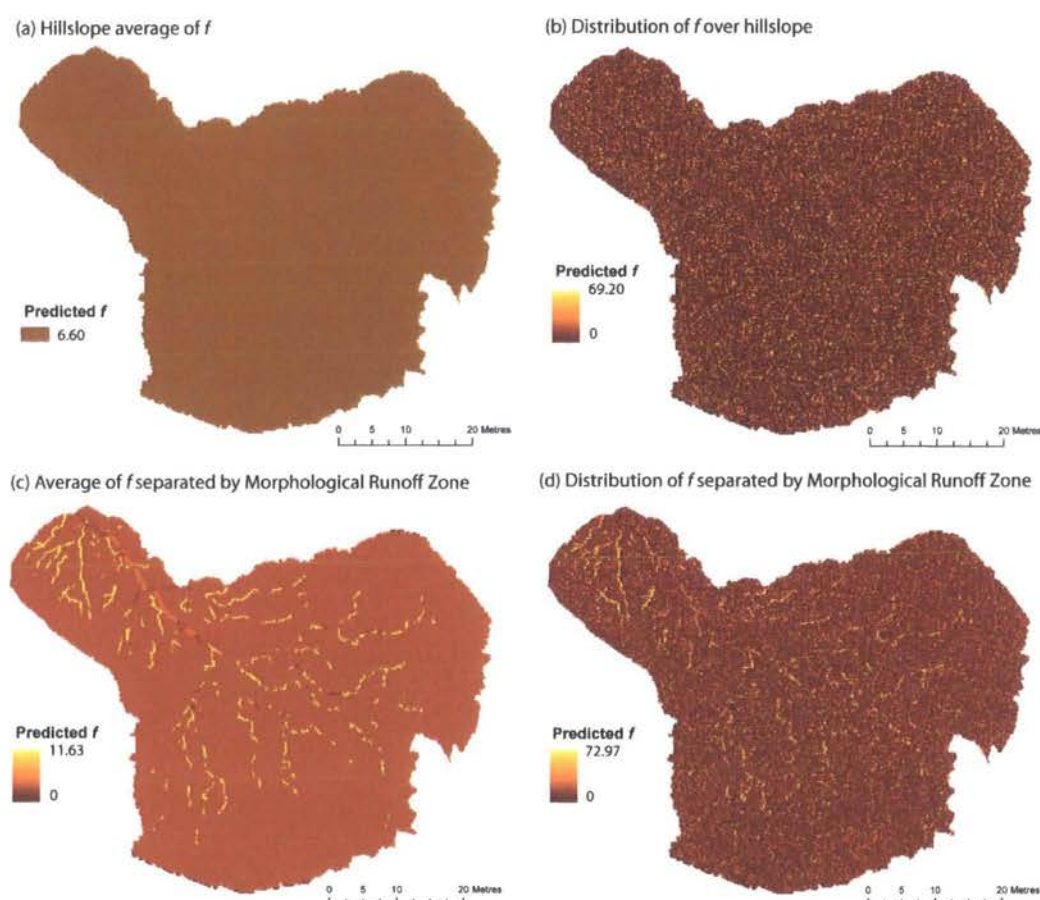 (a) Hillslope average of f
(b) Distribution of f over hillslope
Predicted f
6.60
0 5 10 20 Metres
Predicted f
69.20
0
0 5 10 20 Metres
(c) Average of f separated by Morphological Runoff Zone
(d) Distribution of f separated by Morphological Runoff Zone
Predicted f
11.63
0
0 5 10 20 Metres
Predicted f
72.97
0
0 5 10 20 Metres